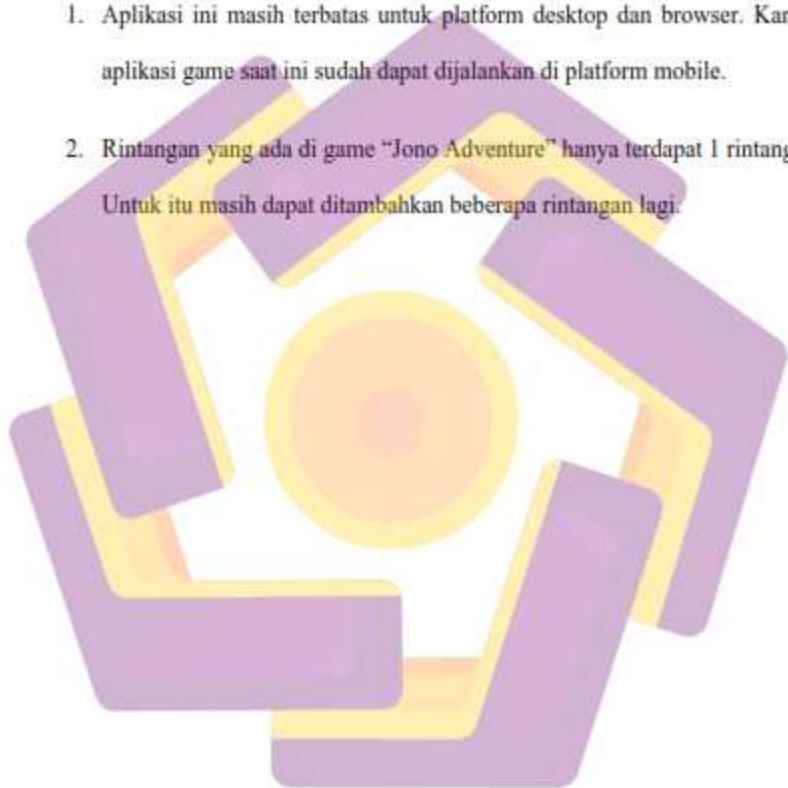 1. Aplikasi ini masih terbatas untuk platform desktop dan browser. Kar
aplikasi game saat ini sudah dapat dijalankan di platform mobile.
2. Rintangan yang ada di game “Jono Adventure” hanya terdapat 1 rintang
Untuk itu masih dapat ditambahkan beberapa rintangan lagi.